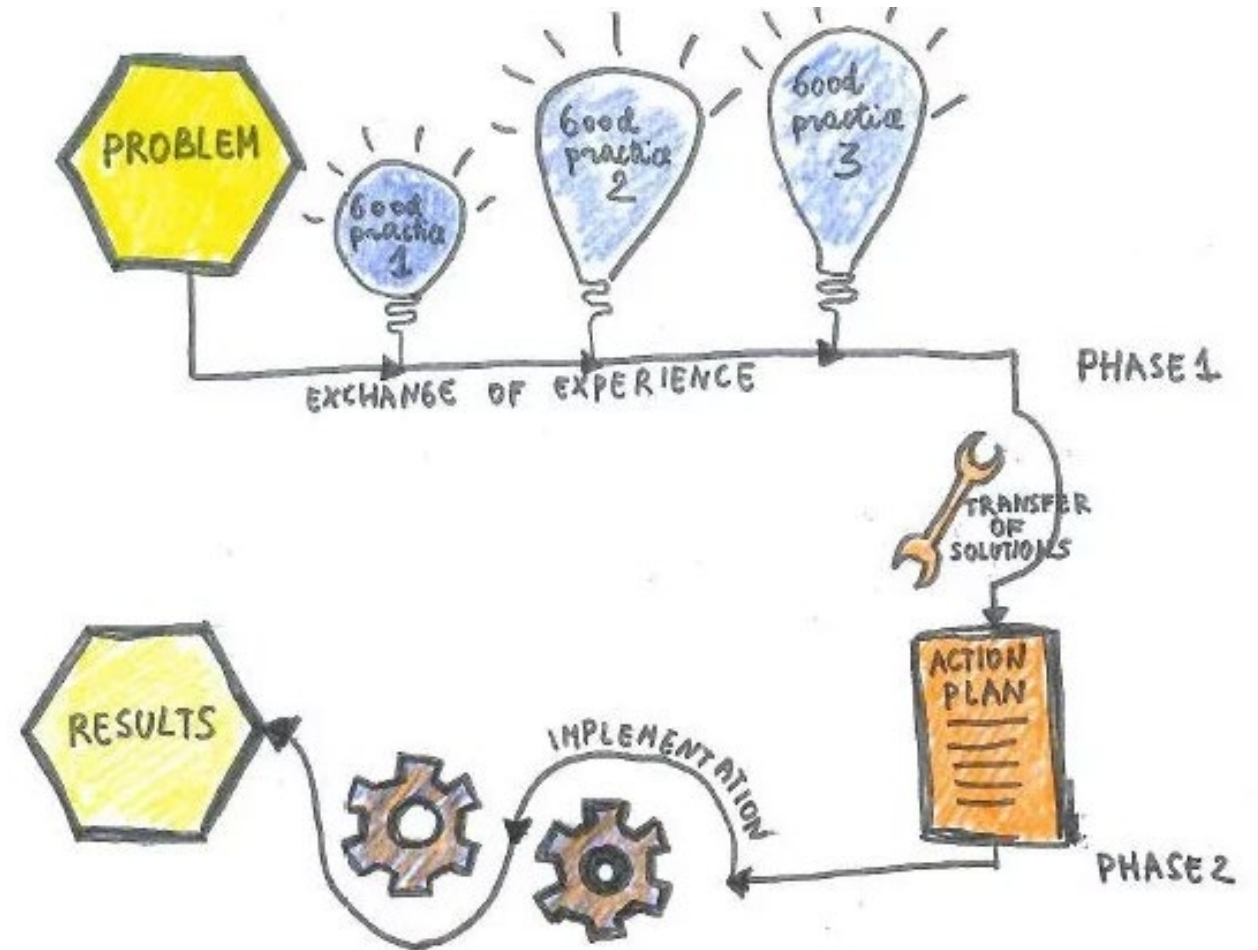 PROBLEM
Good
practice
1
Good
practice
2
Good
practice
3
EXCHANGE OF EXPERIENCE
PHASE 1
TRANSFER
OF
SOLUTIONS
ACTION
PLAN
RESULTS
IMPLEMENTATION
PHASE 2